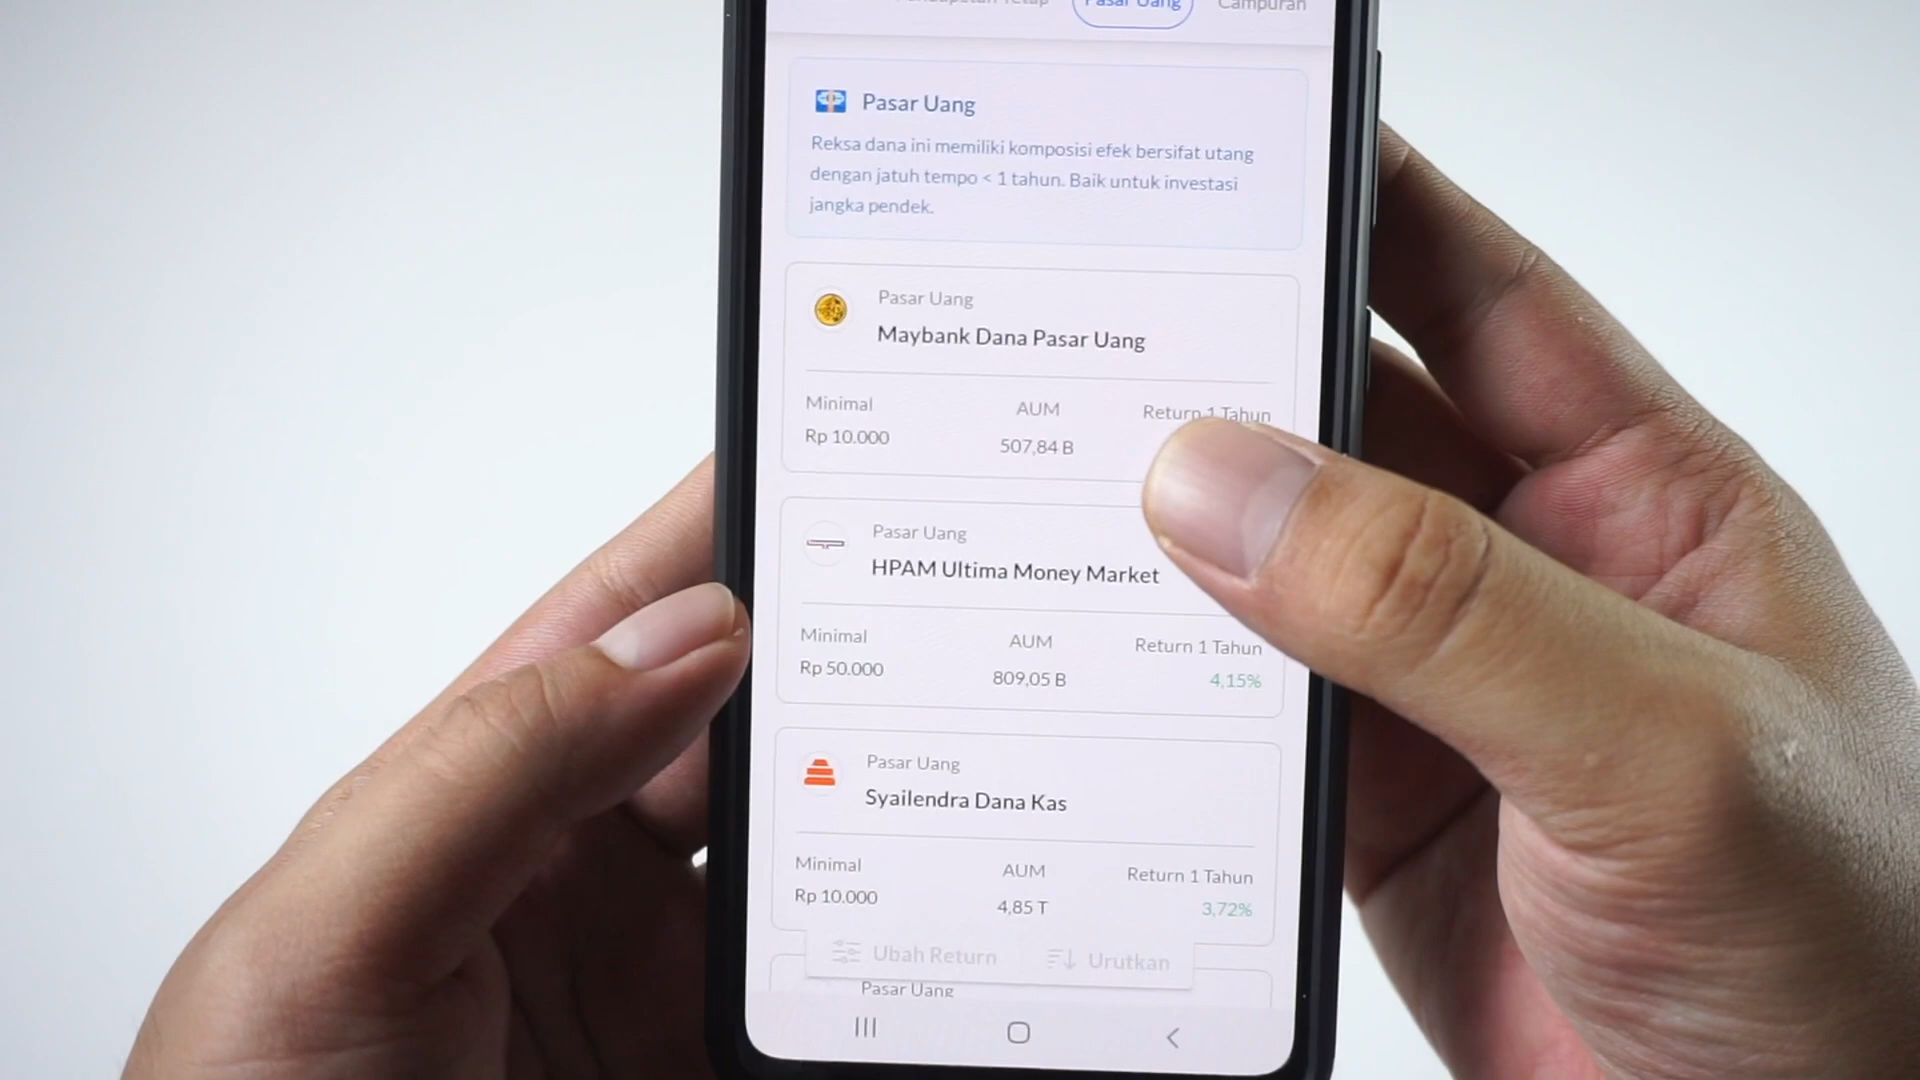 Pendapatan Tetap Pasar Uang Campuran
Pasar Uang
Reksa dana ini memiliki komposisi efek bersifat utang
dengan jatuh tempo < 1 tahun. Baik untuk investasi
jangka pendek.
Pasar Uang
Maybank Dana Pasar Uang
Minimal AUM Return 1 Tahun
Rp 10.000 507,84 B
Pasar Uang
HPAM Ultima Money Market
Minimal AUM Return 1 Tahun
Rp 50.000 809,05 B 4,15%
Pasar Uang
Syailendra Dana Kas
Minimal AUM Return 1 Tahun
Rp 10.000 4,85 T 3,72%
Ubah Return Urutkan
Pasar Uang